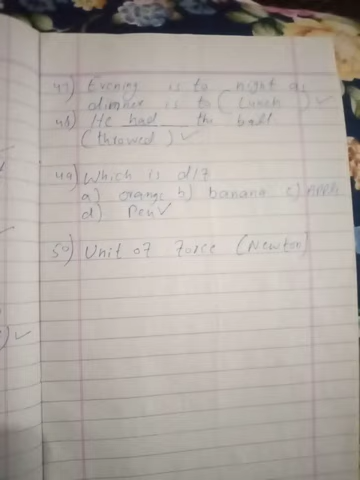 47) Evening is to night as
dinner is to (Lunch) ✓
48) He had ___ the ball
(throwed) ✓
49) Which is d/f
a) orange b) banana c) Apple
d) Pen ✓
50) Unit of Force (Newton)